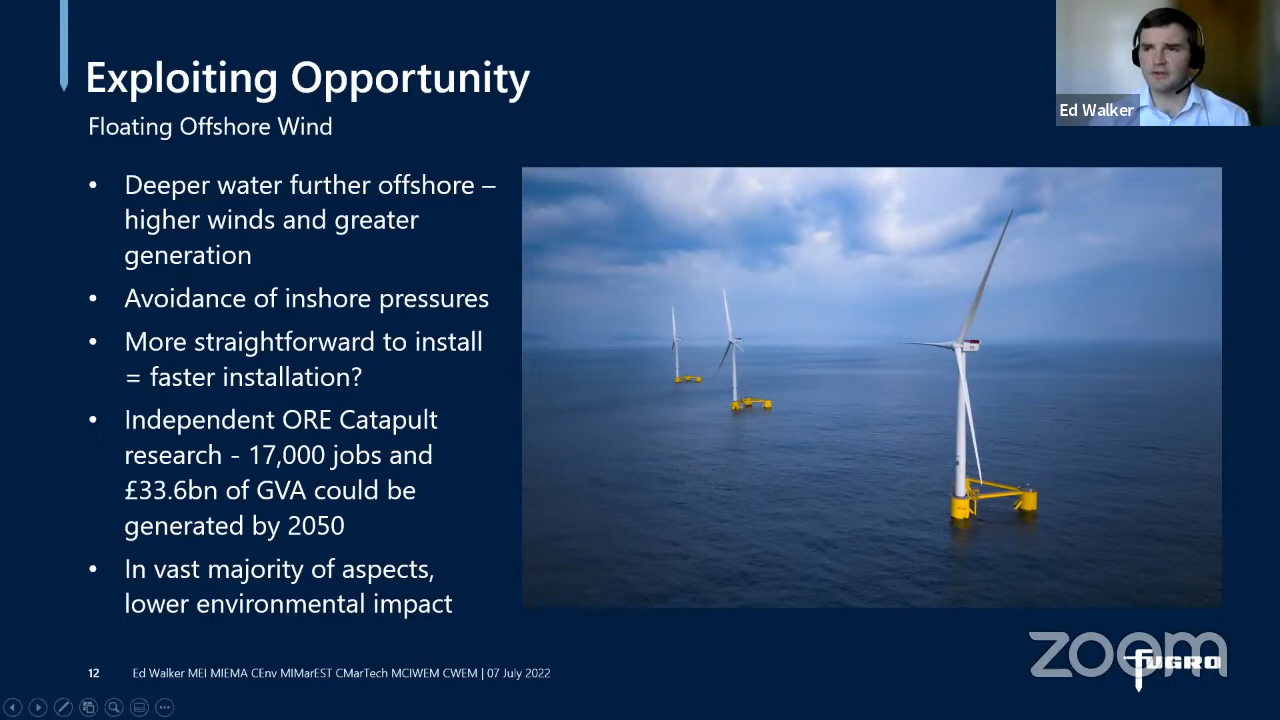 Exploiting Opportunity
Floating Offshore Wind
• Deeper water further offshore –
higher winds and greater
generation
• Avoidance of inshore pressures
• More straightforward to install
= faster installation?
• Independent ORE Catapult
research - 17,000 jobs and
£33.6bn of GVA could be
generated by 2050
• In vast majority of aspects,
lower environmental impact
Ed Walker
12 Ed Walker MEI MIEMA CEnv MIMarEST CMarTech MCIWEM CWEM | 07 July 2022
zoom
FUGRO